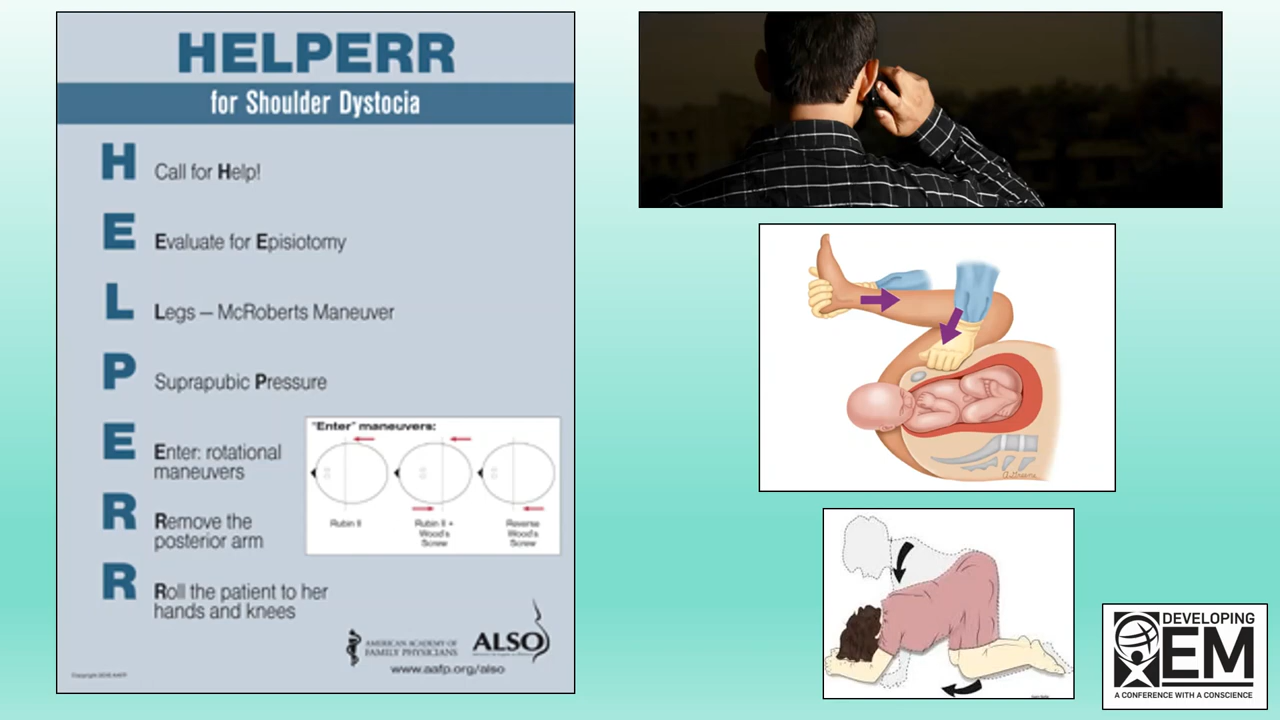 HELPERR
for Shoulder Dystocia
H Call for Help!
E Evaluate for Episiotomy
L Legs – McRoberts Maneuver
P Suprapubic Pressure
E Enter: rotational
maneuvers
"Enter" maneuvers:
Rubin II
Rubin II +
Wood's
Screw
Reverse
Wood's
Screw
R Remove the
posterior arm
R Roll the patient to her
hands and knees
AMERICAN ACADEMY OF
FAMILY PHYSICIANS
ALSO
www.aafp.org/also
DEVELOPING
EM
A CONFERENCE WITH A CONSCIENCE